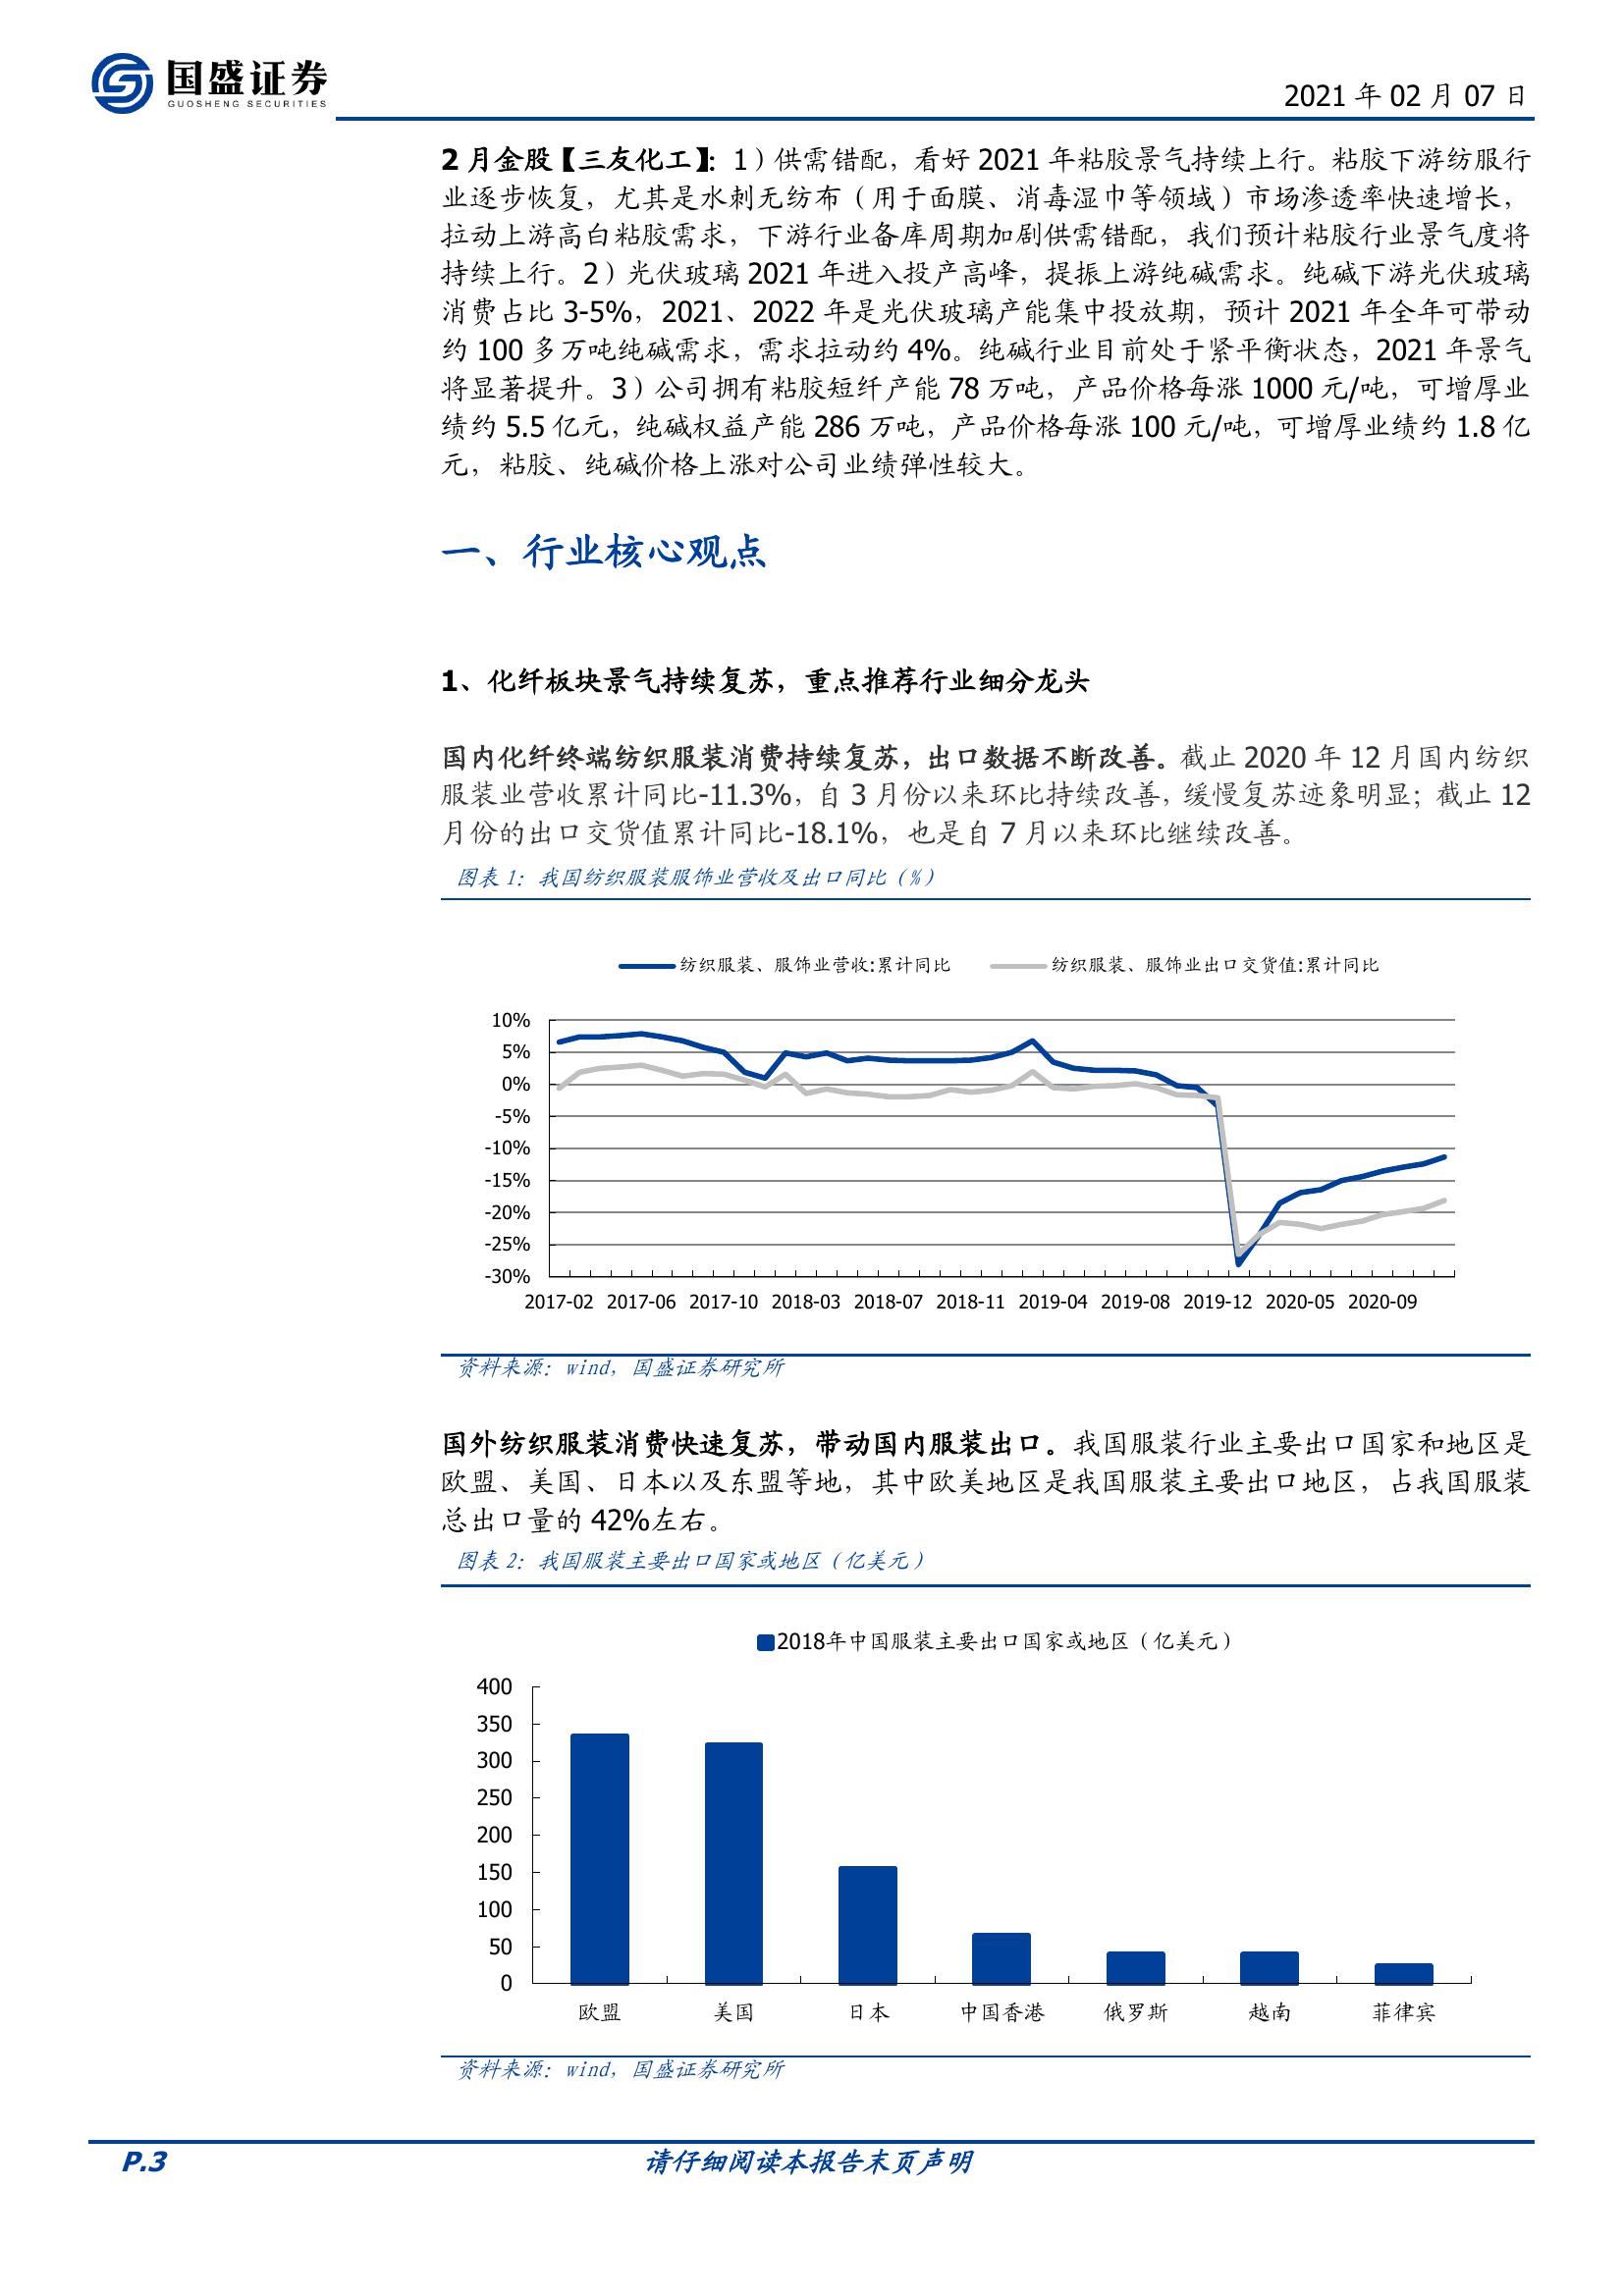 国盛证券
GUOSHENG SECURITIES
2021 年 02 月 07 日
2 月金股【三友化工】：1）供需错配，看好 2021 年粘胶景气持续上行。粘胶下游纺服行
业逐步恢复，尤其是水刺无纺布（用于面膜、消毒湿巾等领域）市场渗透率快速增长，
拉动上游高白粘胶需求，下游行业备库周期加剧供需错配，我们预计粘胶行业景气度将
持续上行。2）光伏玻璃 2021 年进入投产高峰，提振上游纯碱需求。纯碱下游光伏玻璃
消费占比 3-5%，2021、2022 年是光伏玻璃产能集中投放期，预计 2021 年全年可带动
约 100 多万吨纯碱需求，需求拉动约 4%。纯碱行业目前处于紧平衡状态，2021 年景气
将显著提升。3）公司拥有粘胶短纤产能 78 万吨，产品价格每涨 1000 元/吨，可增厚业
绩约 5.5 亿元，纯碱权益产能 286 万吨，产品价格每涨 100 元/吨，可增厚业绩约 1.8 亿
元，粘胶、纯碱价格上涨对公司业绩弹性较大。
一、行业核心观点
1、化纤板块景气持续复苏，重点推荐行业细分龙头
国内化纤终端纺织服装消费持续复苏，出口数据不断改善。截止 2020 年 12 月国内纺织
服装业营收累计同比-11.3%，自 3 月份以来环比持续改善，缓慢复苏迹象明显；截止 12
月份的出口交货值累计同比-18.1%，也是自 7 月以来环比继续改善。
图表 1：我国纺织服装服饰业营收及出口同比（%）
纺织服装、服饰业营收:累计同比 纺织服装、服饰业出口交货值:累计同比
10%
5%
0%
-5%
-10%
-15%
-20%
-25%
-30%
2017-02 2017-06 2017-10 2018-03 2018-07 2018-11 2019-04 2019-08 2019-12 2020-05 2020-09
资料来源：wind，国盛证券研究所
国外纺织服装消费快速复苏，带动国内服装出口。我国服装行业主要出口国家和地区是
欧盟、美国、日本以及东盟等地，其中欧美地区是我国服装主要出口地区，占我国服装
总出口量的 42%左右。
图表 2：我国服装主要出口国家或地区（亿美元）
2018年中国服装主要出口国家或地区（亿美元）
400
350
300
250
200
150
100
50
0
欧盟 美国 日本 中国香港 俄罗斯 越南 菲律宾
资料来源：wind，国盛证券研究所
P.3 请仔细阅读本报告末页声明